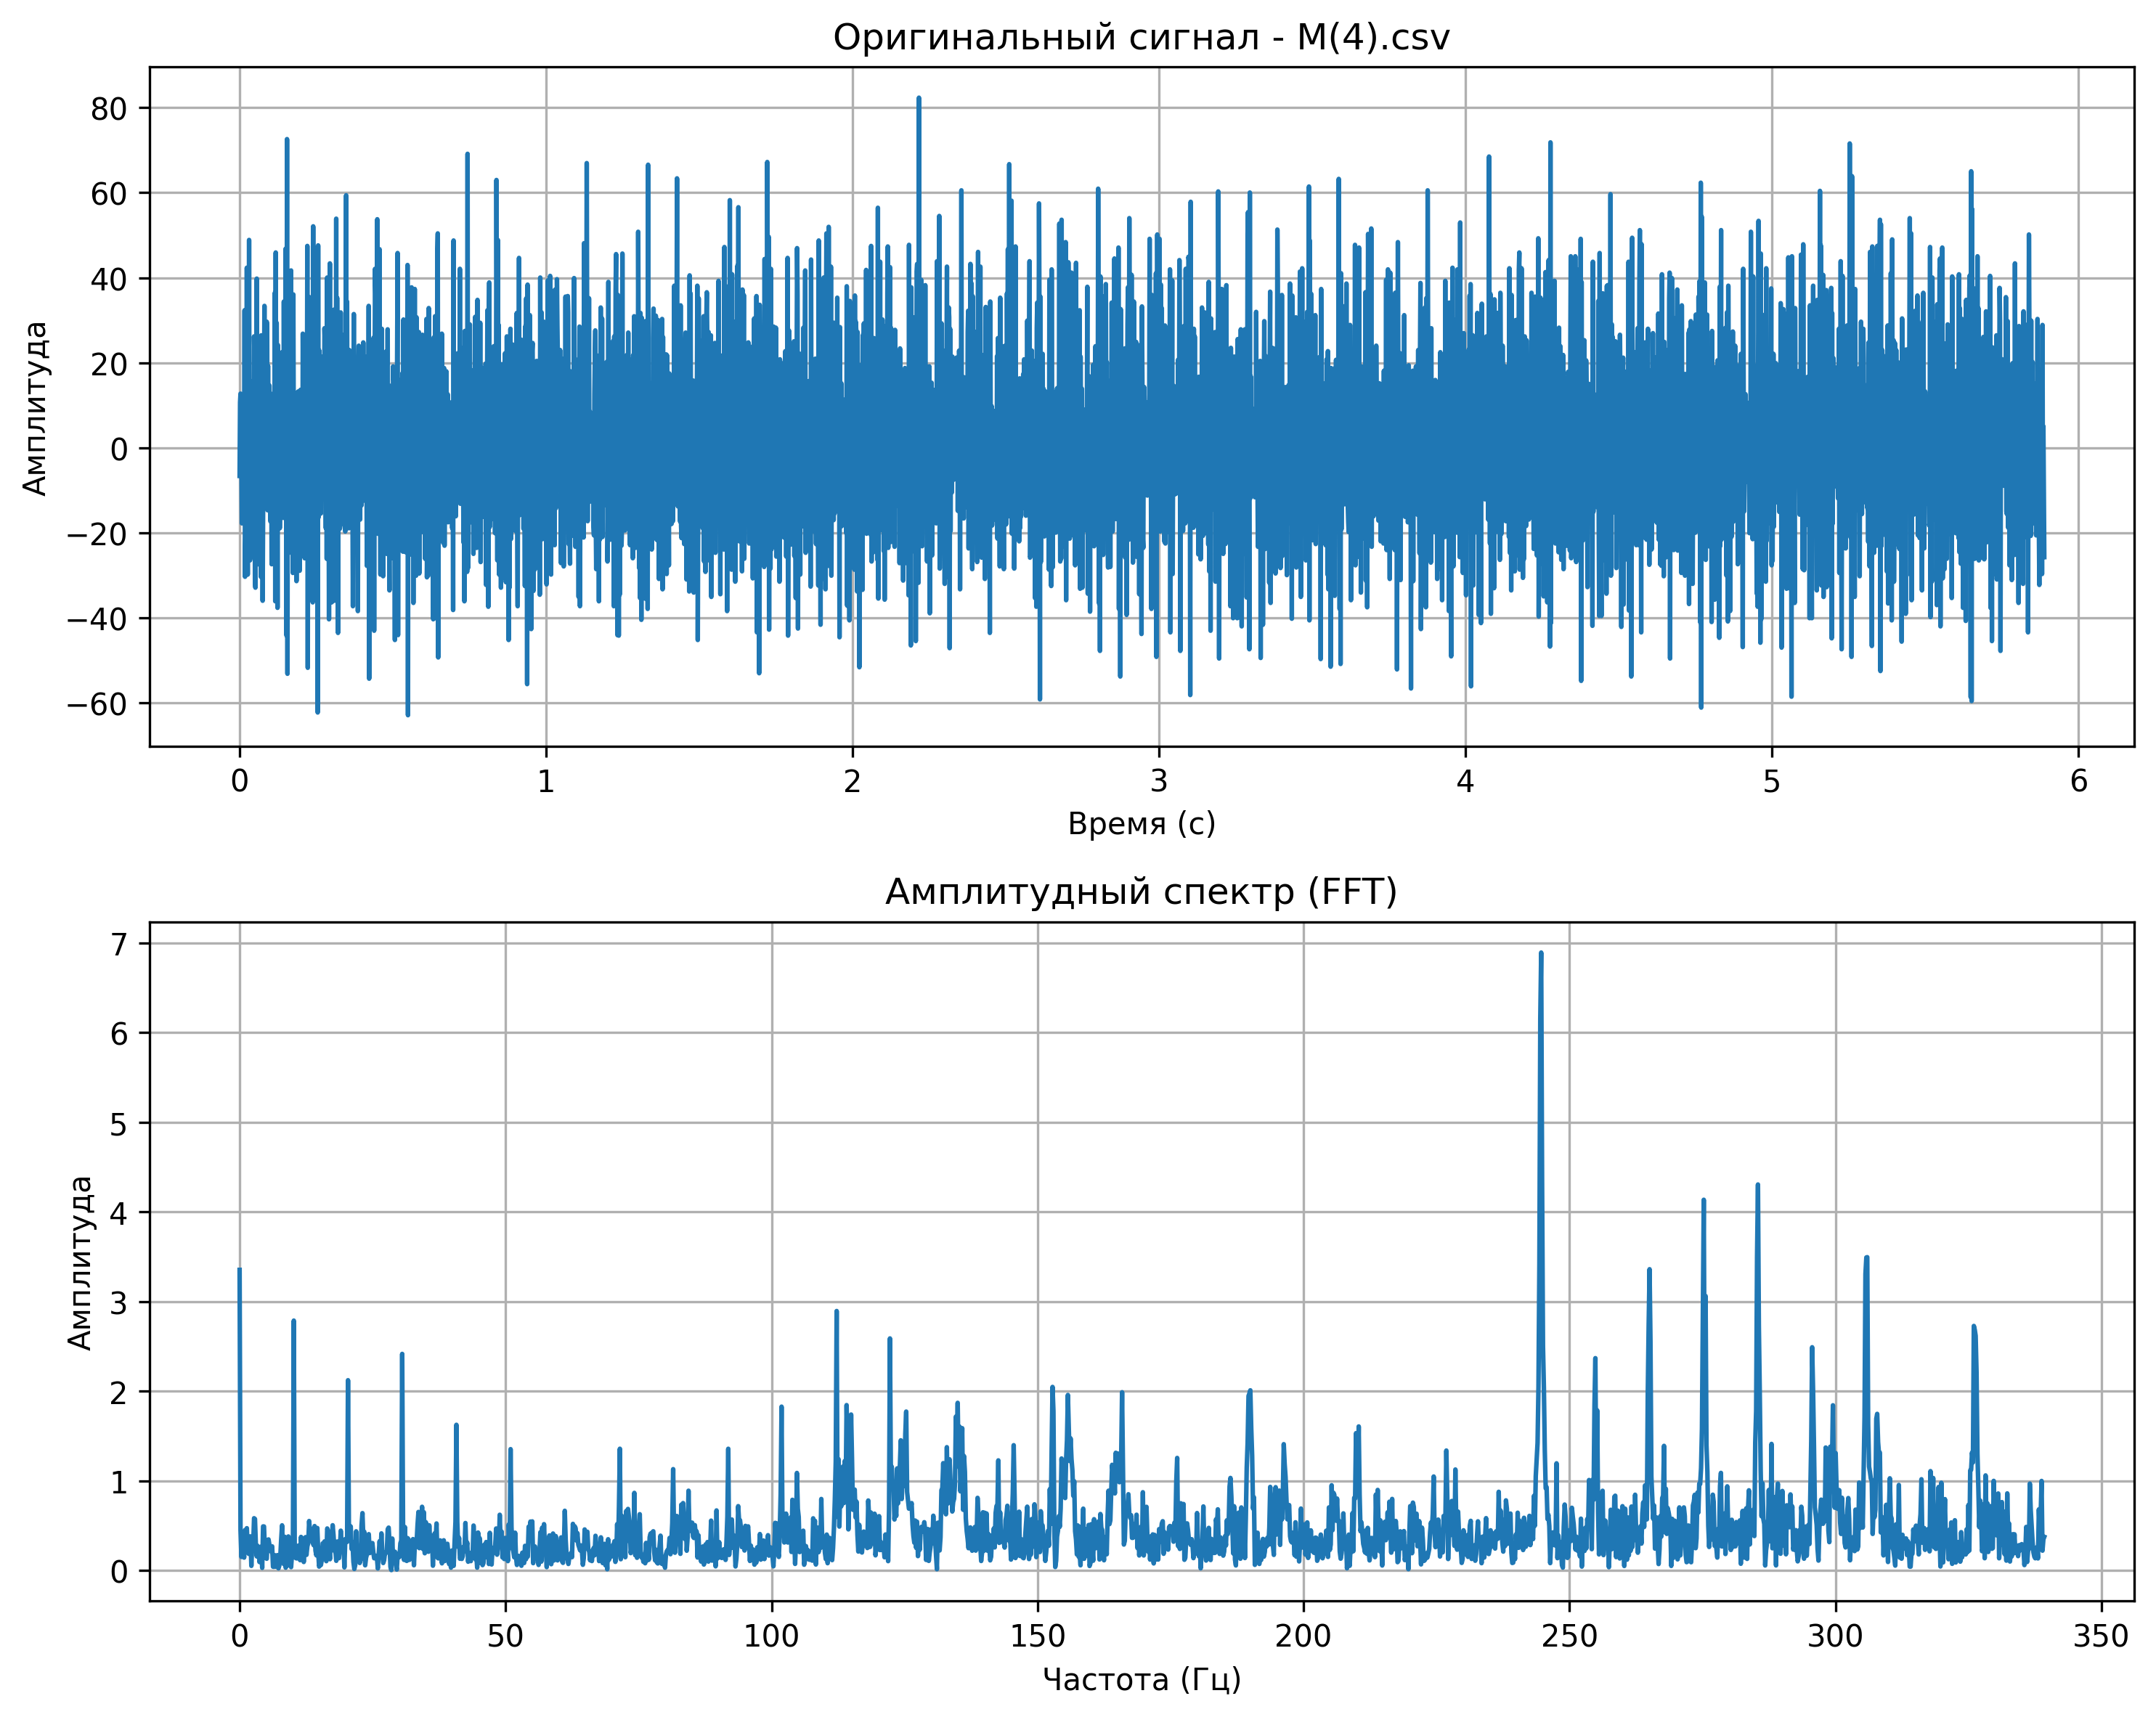 Оригинальный сигнал - M(4).csv
Амплитуда
80
60
40
20
0
−20
−40
−60
0 1 2 3 4 5 6
Время (с)
Амплитудный спектр (FFT)
Амплитуда
7
6
5
4
3
2
1
0
0 50 100 150 200 250 300 350
Частота (Гц)